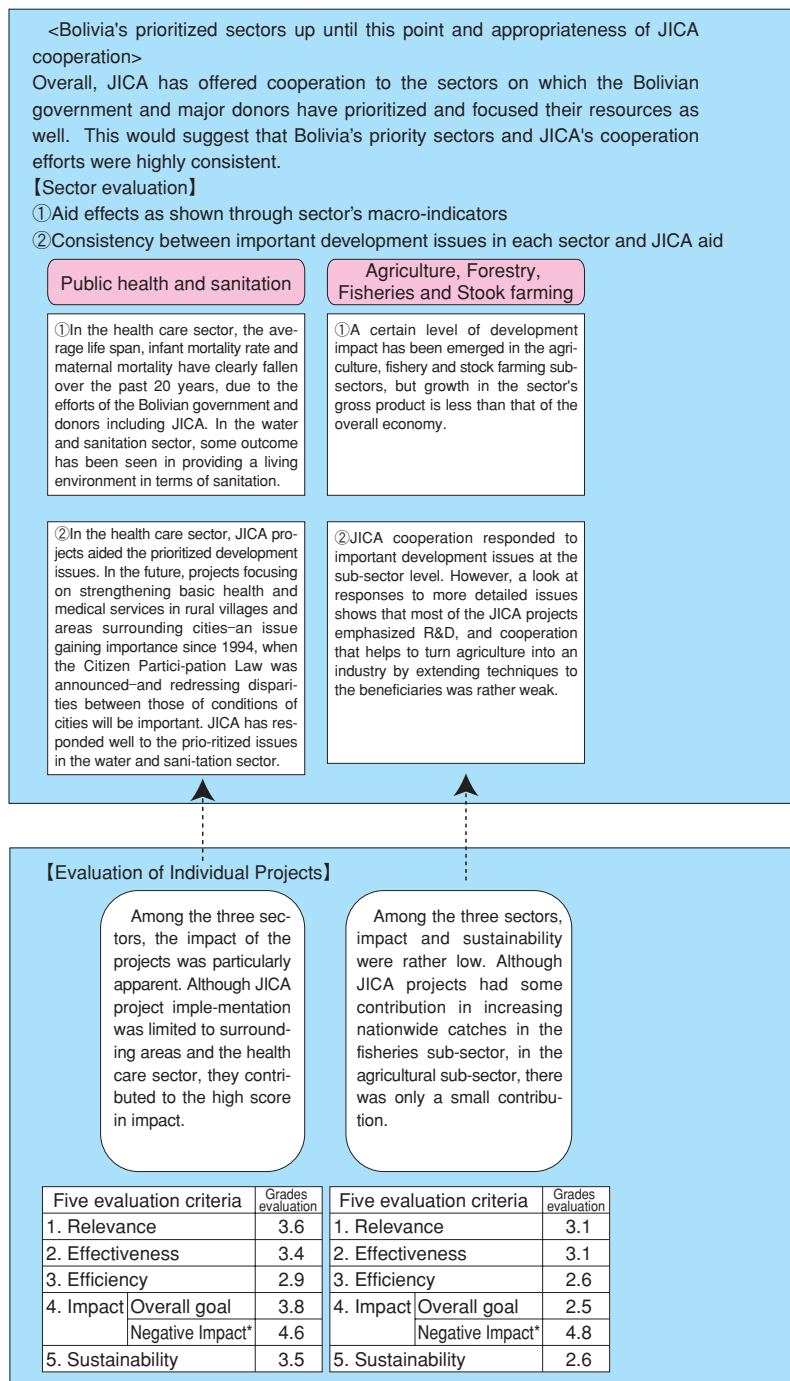 <Bolivia's prioritized sectors up until this point and appropriateness of JICA
cooperation>
Overall, JICA has offered cooperation to the sectors on which the Bolivian
government and major donors have prioritized and focused their resources as
well. This would suggest that Bolivia's priority sectors and JICA's cooperation
efforts were highly consistent.
【Sector evaluation】
①Aid effects as shown through sector's macro-indicators
②Consistency between important development issues in each sector and JICA aid
Public health and sanitation
①In the health care sector, the ave-
rage life span, infant mortality rate and
maternal mortality have clearly fallen
over the past 20 years, due to the
efforts of the Bolivian government and
donors including JICA. In the water
and sanitation sector, some outcome
has been seen in providing a living
environment in terms of sanitation.
②In the health care sector, JICA pro-
jects aided the prioritized development
issues. In the future, projects focusing
on strengthening basic health and
medical services in rural villages and
areas surrounding cities–an issue
gaining importance since 1994, when
the Citizen Partici-pation Law was
announced–and redressing dispari-
ties between those of conditions of
cities will be important. JICA has res-
ponded well to the prio-ritized issues
in the water and sani-tation sector.
Agriculture, Forestry,
Fisheries and Stook farming
①A certain level of development
impact has been emerged in the agri-
culture, fishery and stock farming sub-
sectors, but growth in the sector's
gross product is less than that of the
overall economy.
②JICA cooperation responded to
important development issues at the
sub-sector level. However, a look at
responses to more detailed issues
shows that most of the JICA projects
emphasized R&D, and cooperation
that helps to turn agriculture into an
industry by extending techniques to
the beneficiaries was rather weak.
【Evaluation of Individual Projects】
Among the three sec-
tors, the impact of the
projects was particularly
apparent. Although JICA
project imple-mentation
was limited to surround-
ing areas and the health
care sector, they contri-
buted to the high score
in impact.
Among the three sectors,
impact and sustainability
were rather low. Although
JICA projects had some
contribution in increasing
nationwide catches in the
fisheries sub-sector, in the
agricultural sub-sector, there
was only a small contribu-
tion.
Five evaluation criteria Grades evaluation
1. Relevance 3.6
2. Effectiveness 3.4
3. Efficiency 2.9
4. Impact Overall goal 3.8
Negative Impact* 4.6
5. Sustainability 3.5
Five evaluation criteria Grades evaluation
1. Relevance 3.1
2. Effectiveness 3.1
3. Efficiency 2.6
4. Impact Overall goal 2.5
Negative Impact* 4.8
5. Sustainability 2.6